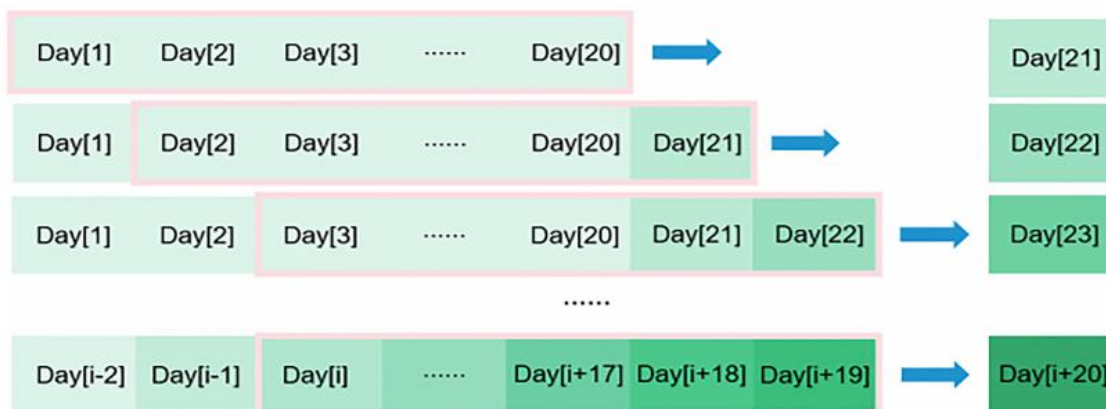 Day[1] Day[2] Day[3] ...... Day[20] Day[21]
Day[1] Day[2] Day[3] ...... Day[20] Day[21] Day[22]
Day[1] Day[2] Day[3] ...... Day[20] Day[21] Day[22] Day[23]
......
Day[i-2] Day[i-1] Day[i] ...... Day[i+17] Day[i+18] Day[i+19] Day[i+20]